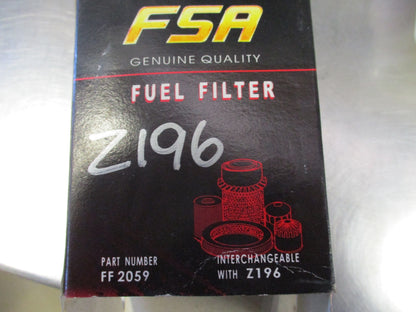 FSA
GENUINE QUALITY
FUEL FILTER
Z196
PART NUMBER
FF 2059
INTERCHANGEABLE
WITH Z196